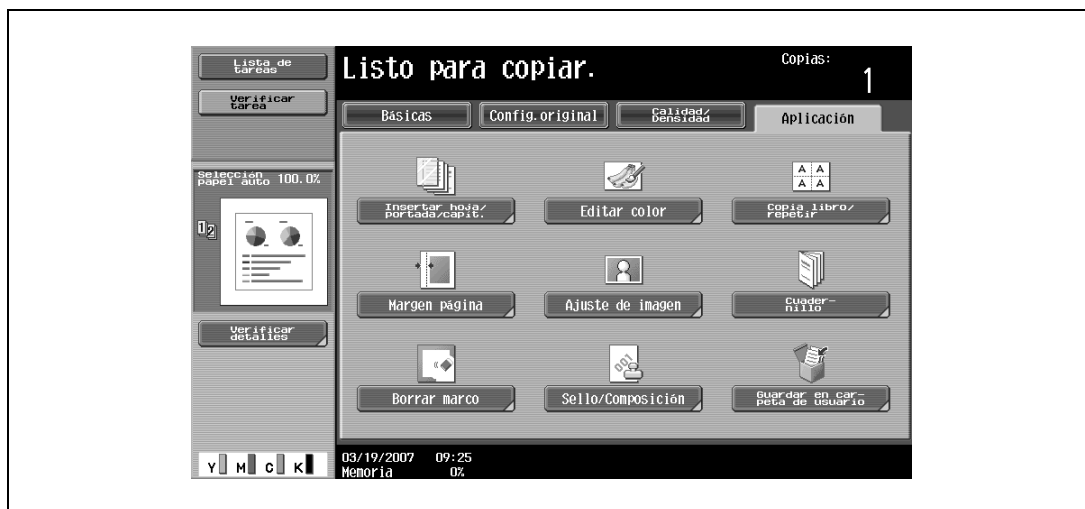 Lista de
tareas
Verificar
tarea
Listo para copiar.
Copias:
1
Básicas
Config.original
Calidad/
Densidad
Aplicación
Selección
papel auto 100.0%
12
Verificar
detalles
Insertar hoja/
portada/capít.
Editar color
A A
A A
Copia libro/
repetir
Margen página
Ajuste de imagen
Cuader-
nillo
Borrar marco
001
Sello/Composición
Guardar en car-
peta de usuario
Y M C K
03/19/2007 09:25
Memoria 0%